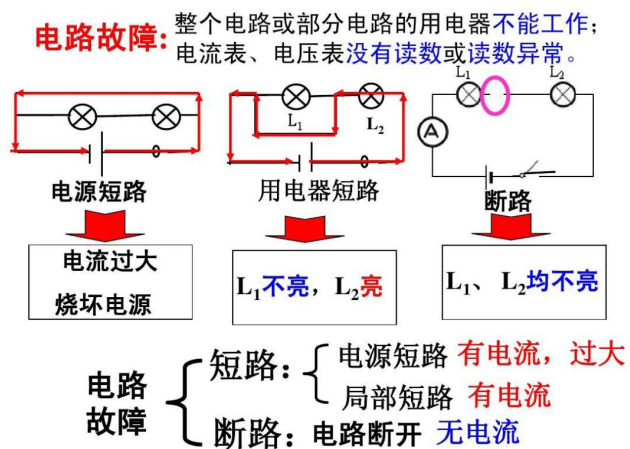 电路故障:
整个电路或部分电路的用电器不能工作;
电流表、电压表没有读数或读数异常。
L₁ L₂
L₁ L₂
A
电源短路 用电器短路 断路
电流过大
烧坏电源
L₁不亮，L₂亮
L₁、L₂均不亮
电路
故障
短路：
电源短路 有电流，过大
局部短路 有电流
断路：电路断开 无电流